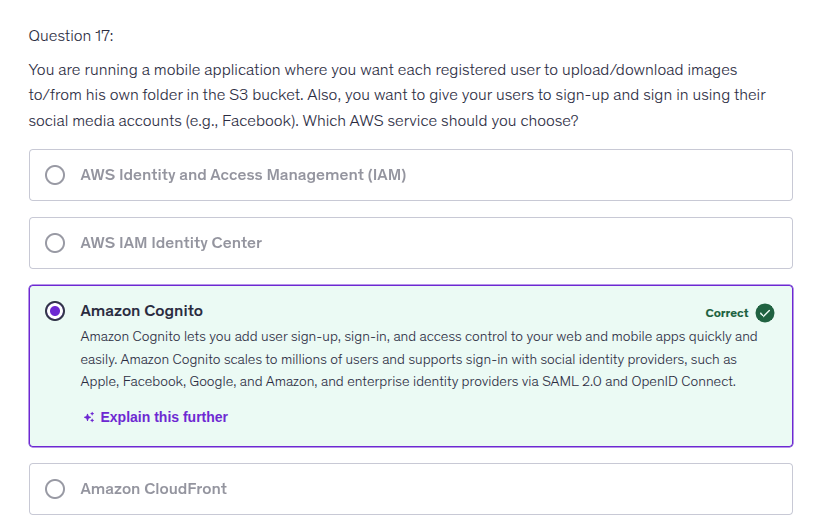 Question 17:
You are running a mobile application where you want each registered user to upload/download images
to/from his own folder in the S3 bucket. Also, you want to give your users to sign-up and sign in using their
social media accounts (e.g., Facebook). Which AWS service should you choose?
AWS Identity and Access Management (IAM)
AWS IAM Identity Center
Amazon Cognito
Correct
Amazon Cognito lets you add user sign-up, sign-in, and access control to your web and mobile apps quickly and
easily. Amazon Cognito scales to millions of users and supports sign-in with social identity providers, such as
Apple, Facebook, Google, and Amazon, and enterprise identity providers via SAML 2.0 and OpenID Connect.
Explain this further
Amazon CloudFront